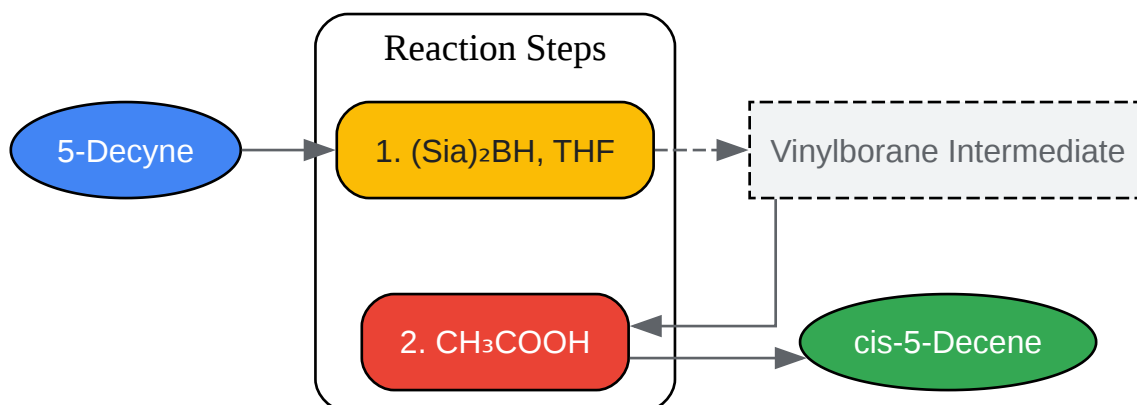 Reaction Steps
5-Decyne
1. (Sia)₂BH, THF
Vinylborane Intermediate
2. CH₃COOH
cis-5-Decene